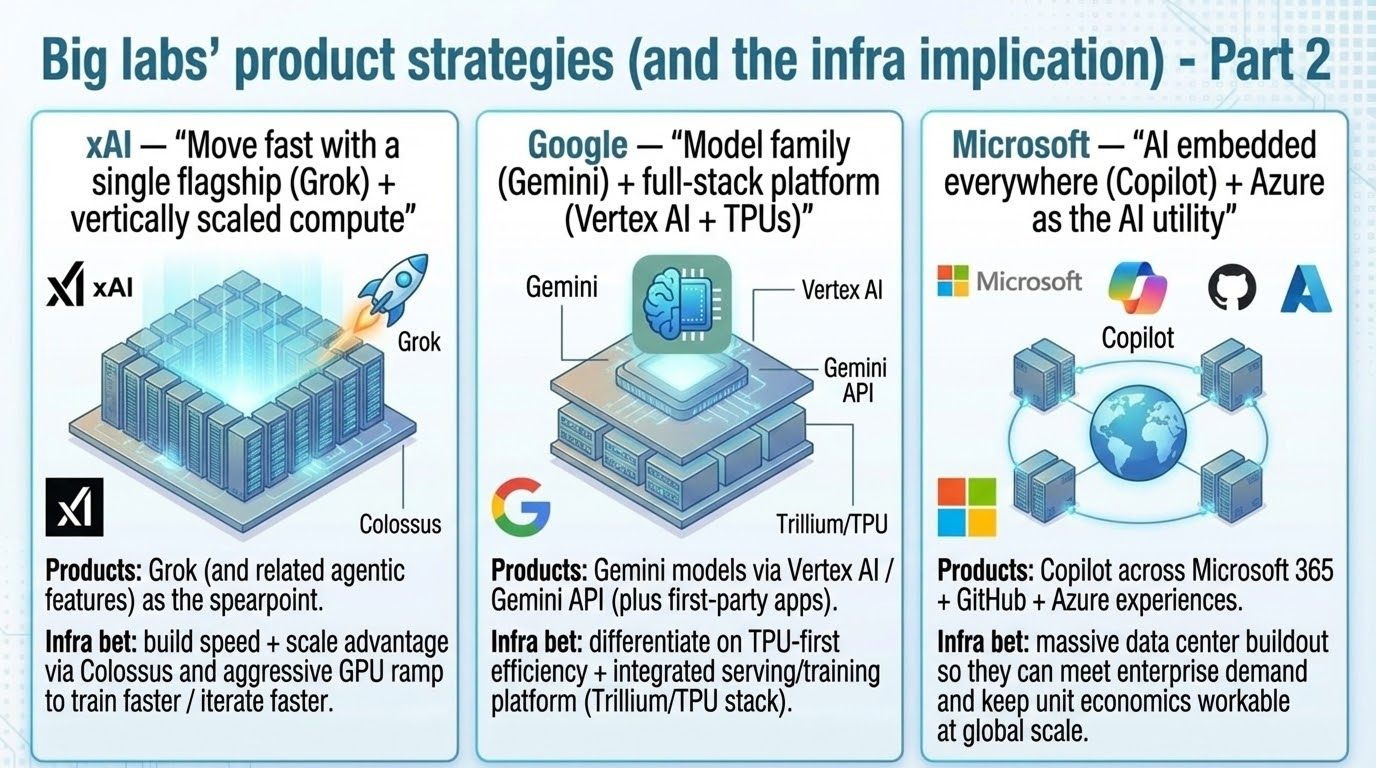 Big labs' product strategies (and the infra implication) - Part 2
xAI — “Move fast with a
single flagship (Grok) +
vertically scaled compute”
xAI
Grok
Colossus
Products: Grok (and related agentic
features) as the spearpoint.
Infra bet: build speed + scale advantage
via Colossus and aggressive GPU ramp
to train faster / iterate faster.
Google — “Model family
(Gemini) + full-stack platform
(Vertex AI + TPUs)”
Gemini
Vertex AI
Gemini
API
Trillium/TPU
Products: Gemini models via Vertex AI /
Gemini API (plus first-party apps).
Infra bet: differentiate on TPU-first
efficiency + integrated serving/training
platform (Trillium/TPU stack).
Microsoft — “AI embedded
everywhere (Copilot) + Azure
as the AI utility”
Microsoft
Copilot
Products: Copilot across Microsoft 365
+ GitHub + Azure experiences.
Infra bet: massive data center buildout
so they can meet enterprise demand
and keep unit economics workable
at global scale.